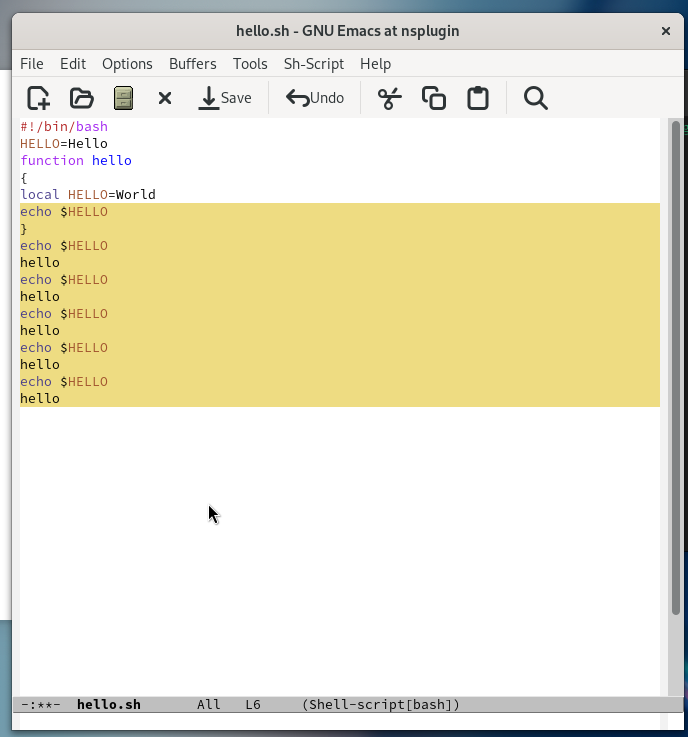 hello.sh - GNU Emacs at nsplugin
File Edit Options Buffers Tools Sh-Script Help
Save Undo
#!/bin/bash
HELLO=Hello
function hello
{
local HELLO=World
echo $HELLO
}
echo $HELLO
hello
echo $HELLO
hello
echo $HELLO
hello
echo $HELLO
hello
echo $HELLO
hello
-:**- hello.sh All L6 (Shell-script[bash])